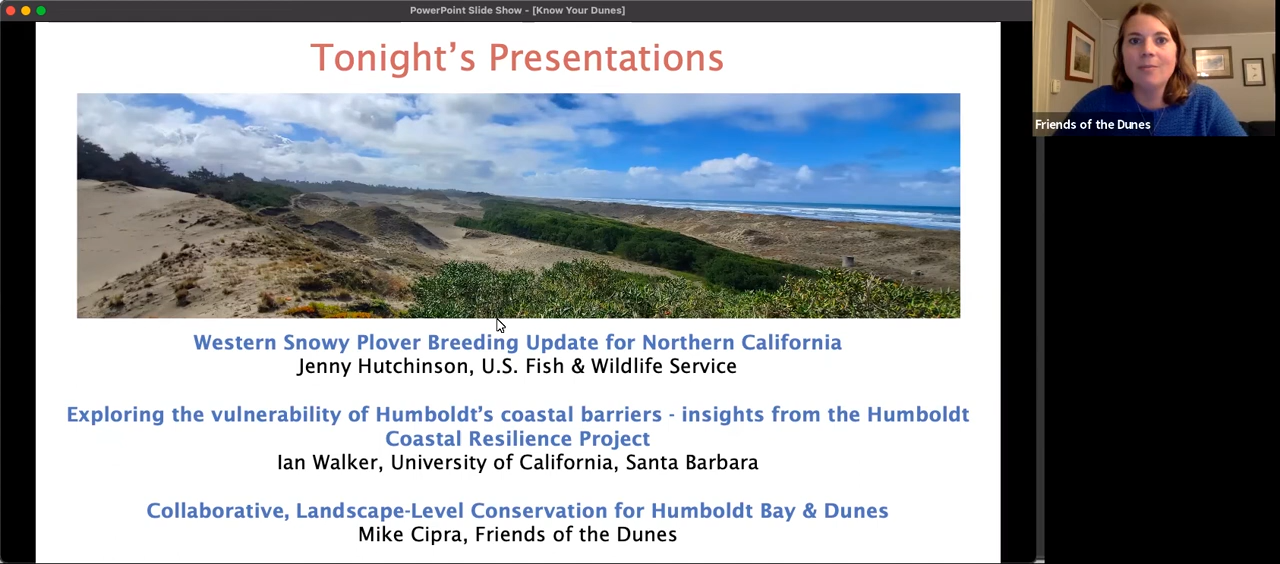 PowerPoint Slide Show - [Know Your Dunes]
Tonight's Presentations
Friends of the Dunes
Western Snowy Plover Breeding Update for Northern California
Jenny Hutchinson, U.S. Fish & Wildlife Service
Exploring the vulnerability of Humboldt's coastal barriers - insights from the Humboldt
Coastal Resilience Project
Ian Walker, University of California, Santa Barbara
Collaborative, Landscape-Level Conservation for Humboldt Bay & Dunes
Mike Cipra, Friends of the Dunes